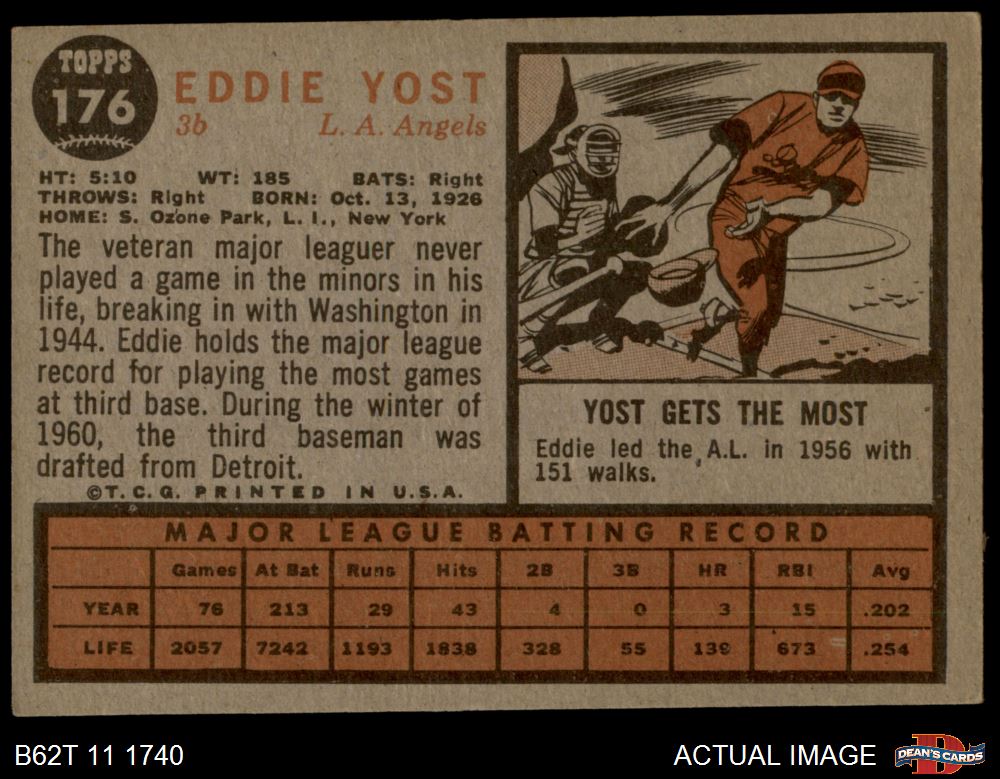 TOPPS
176
EDDIE YOST
3b L. A. Angels
HT: 5:10 WT: 185 BATS: Right
THROWS: Right BORN: Oct. 13, 1926
HOME: S. Ozone Park, L. I., New York
The veteran major leaguer never
played a game in the minors in his
life, breaking in with Washington in
1944. Eddie holds the major league
record for playing the most games
at third base. During the winter of
1960, the third baseman was
drafted from Detroit.
©T.C.G. PRINTED IN U.S.A.
YOST GETS THE MOST
Eddie led the A.L. in 1956 with
151 walks.
MAJOR LEAGUE BATTING RECORD
Games At Bat Runs Hits 2B 3B HR RBI Avg
YEAR 76 213 29 43 4 0 3 15 .202
LIFE 2057 7242 1193 1838 328 55 139 673 .254
B62T 11 1740 ACTUAL IMAGE DEAN'S CARDS